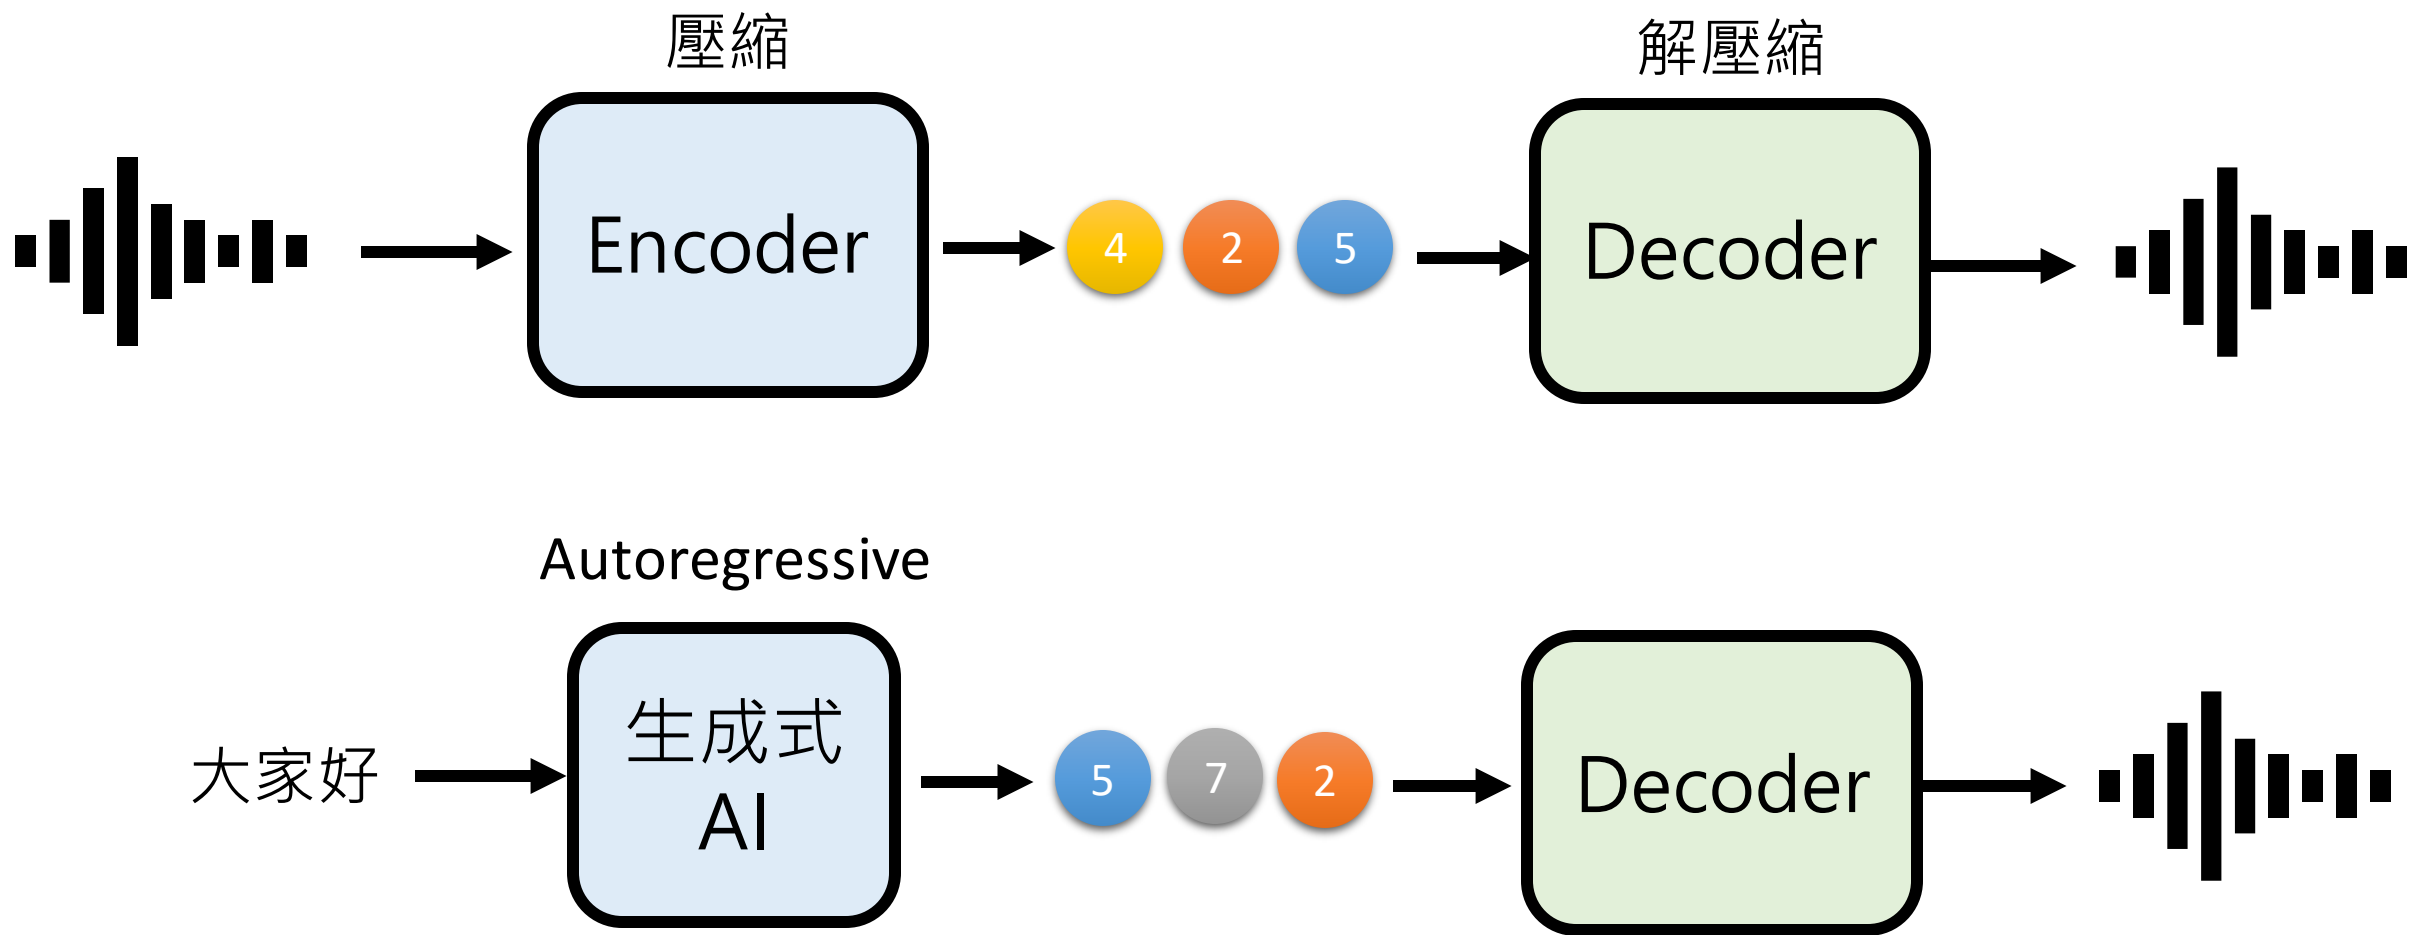 壓縮
解壓縮
Encoder
4 2 5
Decoder
Autoregressive
大家好
生成式
AI
5 7 2
Decoder